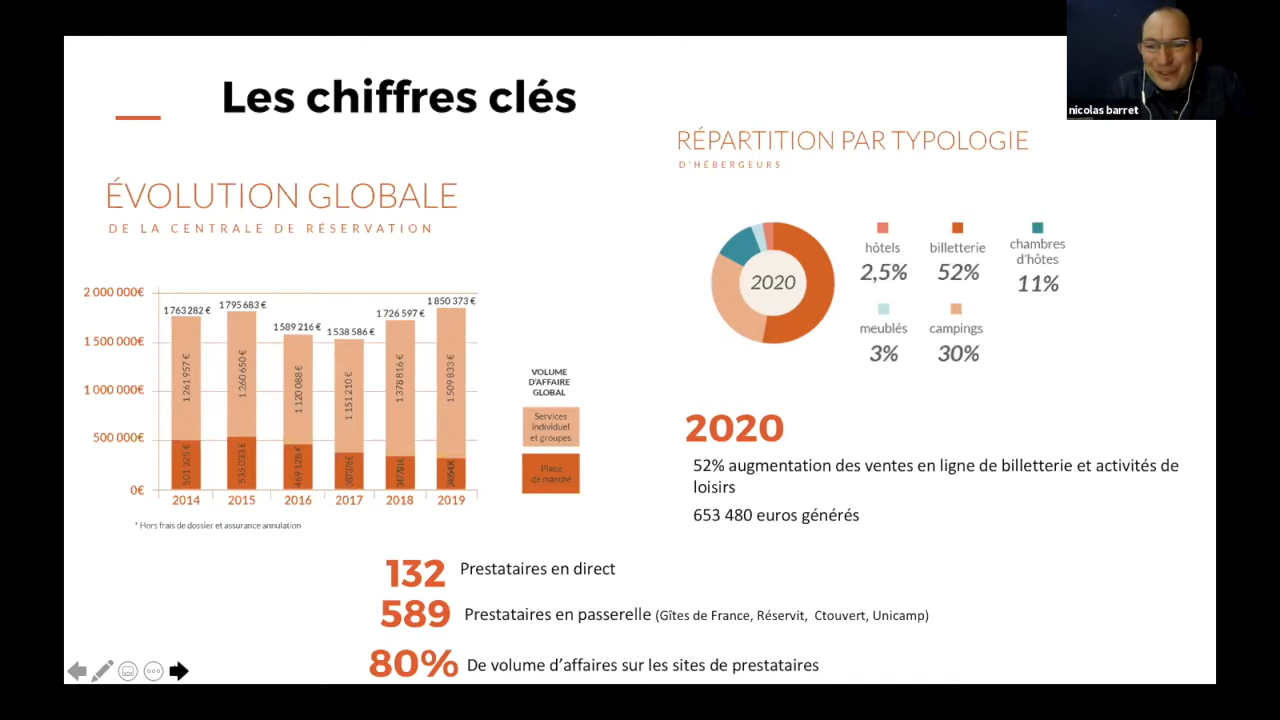 nicolas barret
Les chiffres clés
RÉPARTITION PAR TYPOLOGIE
D'HÉBERGEURS
ÉVOLUTION GLOBALE
DE LA CENTRALE DE RÉSERVATION
2 000 000€
1 500 000€
1 000 000€
500 000€
0€
1 763 282 €
1 795 683 €
1 589 216 €
1 538 586 €
1 726 597 €
1 850 373 €
1 261 957 €
1 260 650 €
1 120 088 €
1 151 210 €
1 378 816 €
1 509 833 €
501 325 €
535 033 €
469 128 €
2014
2015
2016
2017
2018
2019
* Hors frais de dossier et assurance annulation
VOLUME
D'AFFAIRE
GLOBAL
Services
individuel
et groupes
Place
de marché
2020
hôtels
2,5%
billetterie
52%
chambres
d'hôtes
11%
meublés
3%
campings
30%
2020
52% augmentation des ventes en ligne de billetterie et activités de
loisirs
653 480 euros générés
132 Prestataires en direct
589 Prestataires en passerelle (Gîtes de France, Réservit, Ctouvert, Unicamp)
80% De volume d'affaires sur les sites de prestataires